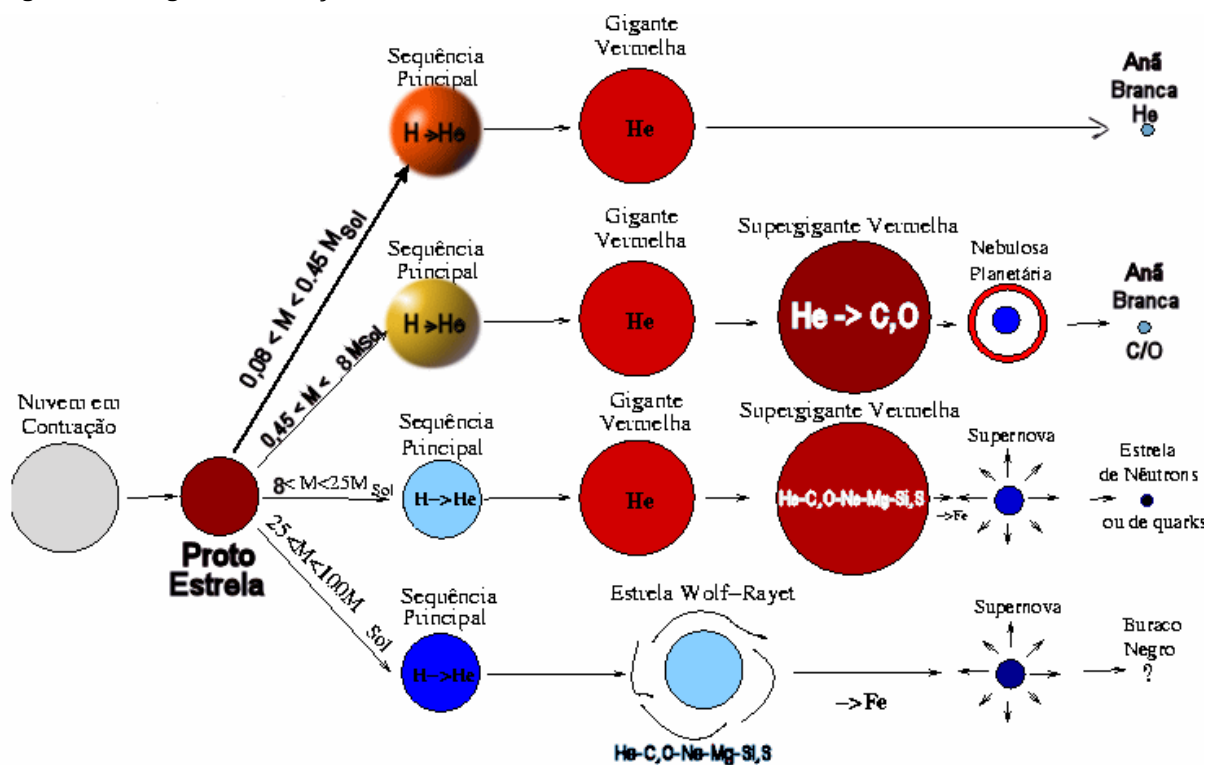 Sequência
Principal
H->He
Gigante
Vermelha
He
Anã
Branca
He
0,08 < M < 0.45 M Sol
Sequência
Principal
H->He
Gigante
Vermelha
He
Supergigante Vermelha
He -> C,O
Nebulosa
Planetária
Anã
Branca
C/O
0,45 < M < 8 MSol
Nuvem em
Contração
Proto
Estrela
8< M<25M Sol
Sequência
Principal
H->He
Gigante
Vermelha
He
Supergigante Vermelha
He-C,O-Ne-Mg-Si,S
->Fe
Supernova
Estrela
de Nêutrons
ou de quarks
25<M<100M Sol
Sequência
Principal
H->He
Estrela Wolf-Rayet
He-C,O-Ne-Mg-Si,S
->Fe
Supernova
Buraco
Negro
?